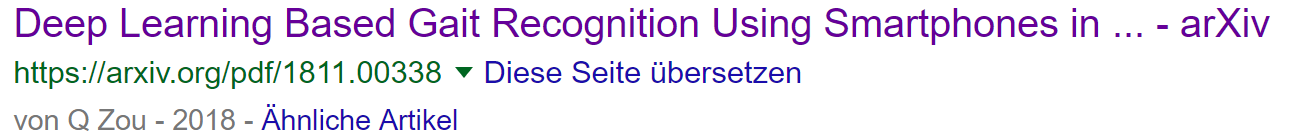 Deep Learning Based Gait Recognition Using Smartphones in ... - arXiv
https://arxiv.org/pdf/1811.00338 Diese Seite übersetzen
von Q Zou - 2018 - Ähnliche Artikel